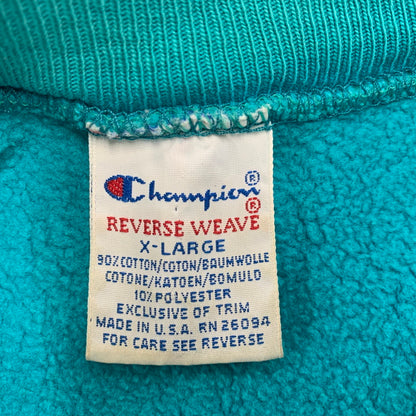 Champion®
REVERSE WEAVE®
X-LARGE
90% COTTON/COTON/BAUMWOLLE
COTONE/KATOEN/BOMULD
10% POLYESTER
EXCLUSIVE OF TRIM
MADE IN U.S.A. RN 26094
FOR CARE SEE REVERSE